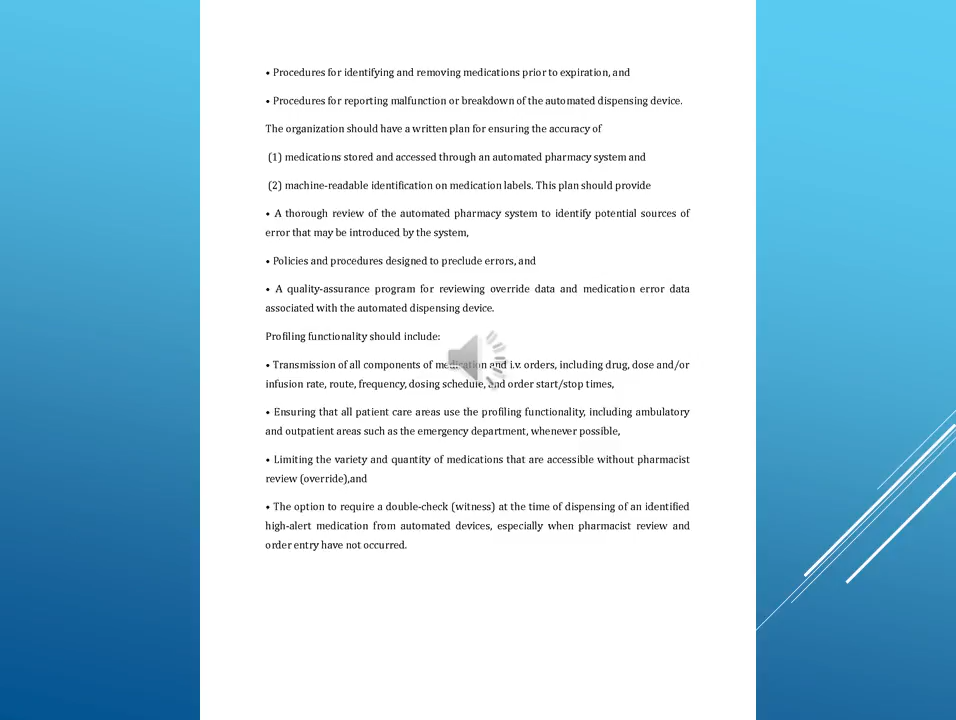 • Procedures for identifying and removing medications prior to expiration, and
• Procedures for reporting malfunction or breakdown of the automated dispensing device.
The organization should have a written plan for ensuring the accuracy of
(1) medications stored and accessed through an automated pharmacy system and
(2) machine-readable identification on medication labels. This plan should provide
• A thorough review of the automated pharmacy system to identify potential sources of
error that may be introduced by the system,
• Policies and procedures designed to preclude errors, and
• A quality-assurance program for reviewing override data and medication error data
associated with the automated dispensing device.
Profiling functionality should include:
• Transmission of all components of medication and i.v. orders, including drug, dose and/or
infusion rate, route, frequency, dosing schedule, and order start/stop times,
• Ensuring that all patient care areas use the profiling functionality, including ambulatory
and outpatient areas such as the emergency department, whenever possible,
• Limiting the variety and quantity of medications that are accessible without pharmacist
review (override),and
• The option to require a double-check (witness) at the time of dispensing of an identified
high-alert medication from automated devices, especially when pharmacist review and
order entry have not occurred.